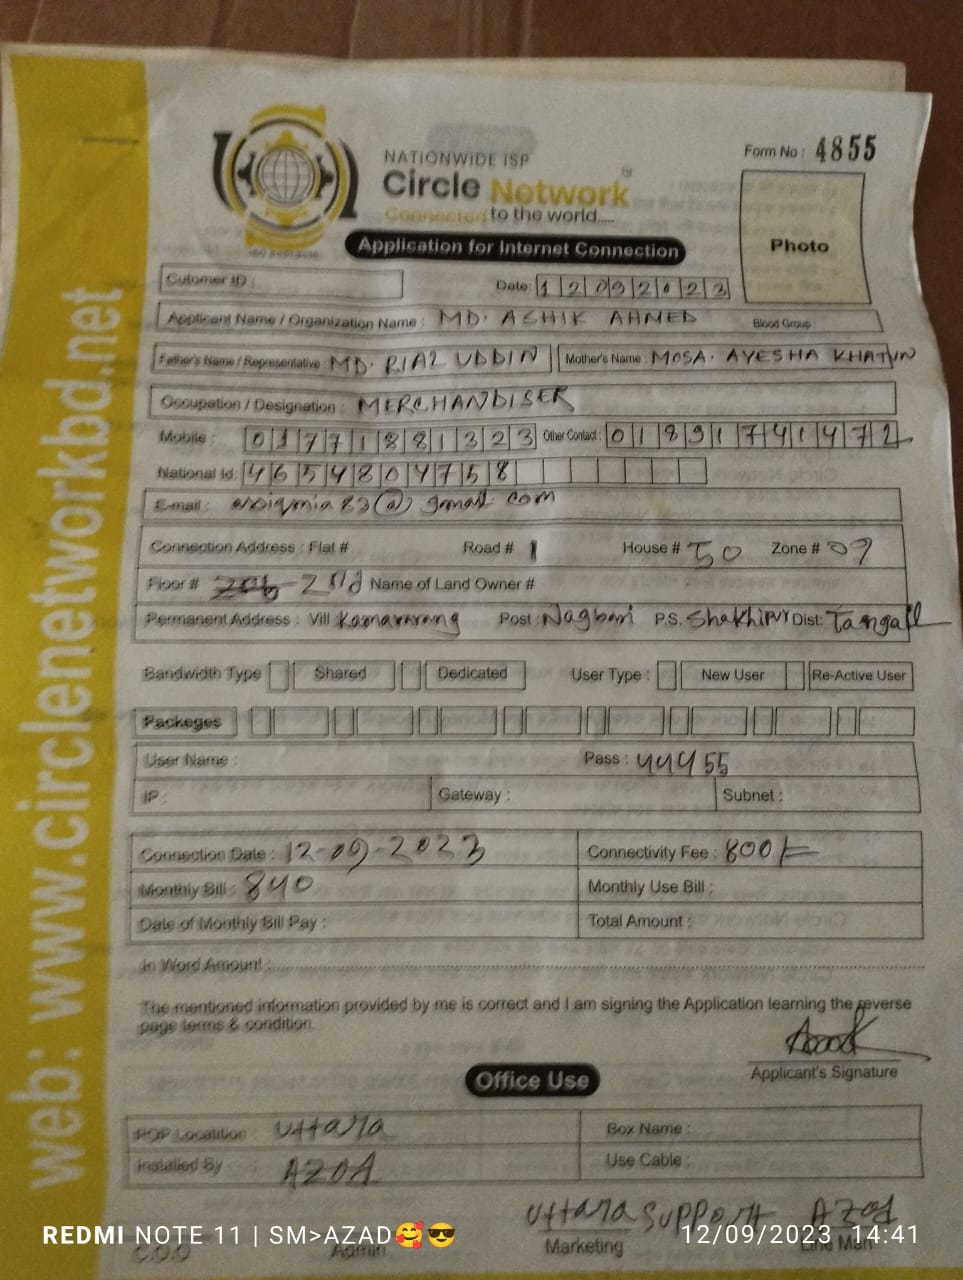 Form No : 4855
NATIONWIDE ISP
Circle Network ®
Connected to the world.....
Application for Internet Connection
Photo
Cutomer ID :
Date: 12092023
Applicant Name / Organization Name : MD. ASHIK AHMED Blood Group
Father's Name / Representative : MD. RIAZ UDDIN Mother's Name : MOSA. AYESHA KHATUN
Occupation / Designation : MERCHANDISER
Mobile : 01771881323 Other Contact : 01891741472
National Id: 4654804758
E-mail : @ gmail.com
Connection Address : Flat # Road # 1 House # 50 Zone # 07
Floor # 2nd Name of Land Owner #
Permanent Address : Vill Post : Nagbari P.S. Shakhipur Dist: Tangail
Bandwidth Type Shared Dedicated User Type : New User Re-Active User
Packeges
User Name : Pass : 44455
IP : Gateway : Subnet :
Connection Date : 12-09-2023 Connectivity Fee : 800/=
Monthly Bill : 840 Monthly Use Bill :
Date of Monthly Bill Pay : Total Amount :
In Word Amount :
The mentioned information provided by me is correct and I am signing the Application learning the reverse
page terms & condition.
Applicant's Signature
Office Use
POP Locatition : Uttara Box Name :
Installed By AZAD Use Cable :
Uttara Support Azad
C.O.O Admin Marketing Line Man
web: www.circlenetworkbd.net
REDMI NOTE 11 | SM>AZAD🥰😎 12/09/2023 14:41